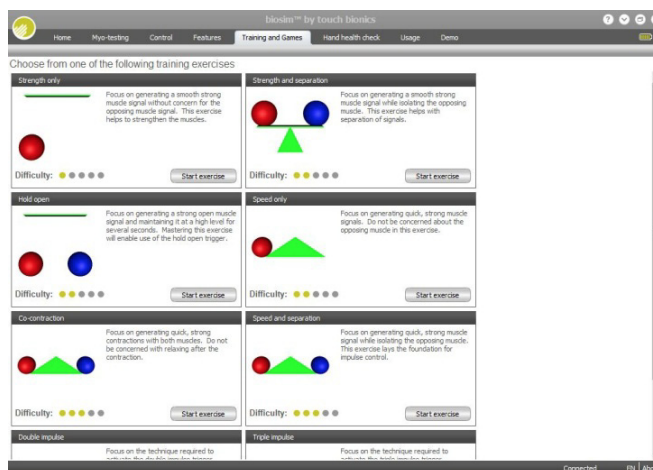 biosim™ by touch bionics
Home Myo-testing Control Features Training and Games Hand health check Usage Demo
Choose from one of the following training exercises
Strength only
Focus on generating a smooth strong
muscle signal without concern for the
opposing muscle signal. This exercise
helps to strengthen the muscles.
Difficulty:
Start exercise
Strength and separation
Focus on generating a smooth strong
muscle signal while isolating the opposing
muscle. This exercise helps with
separation of signals.
Difficulty:
Start exercise
Hold open
Focus on generating a strong open muscle
signal and maintaining it at a high level for
several seconds. Mastering this exercise
will enable use of the hold open trigger.
Difficulty:
Start exercise
Speed only
Focus on generating quick, strong muscle
signals. Do not be concerned about the
opposing muscle in this exercise.
Difficulty:
Start exercise
Co-contraction
Focus on generating quick, strong
contractions with both muscles. Do not
be concerned with relaxing after the
contraction.
Difficulty:
Start exercise
Speed and separation
Focus on generating quick, strong muscle
signal while isolating the opposing muscle.
This exercise lays the foundation for
impulse control.
Difficulty:
Start exercise
Double impulse
Focus on the technique required to
activate the double impulse trigger
Triple impulse
Focus on the technique required to
activate the triple impulse trigger
Connected EN